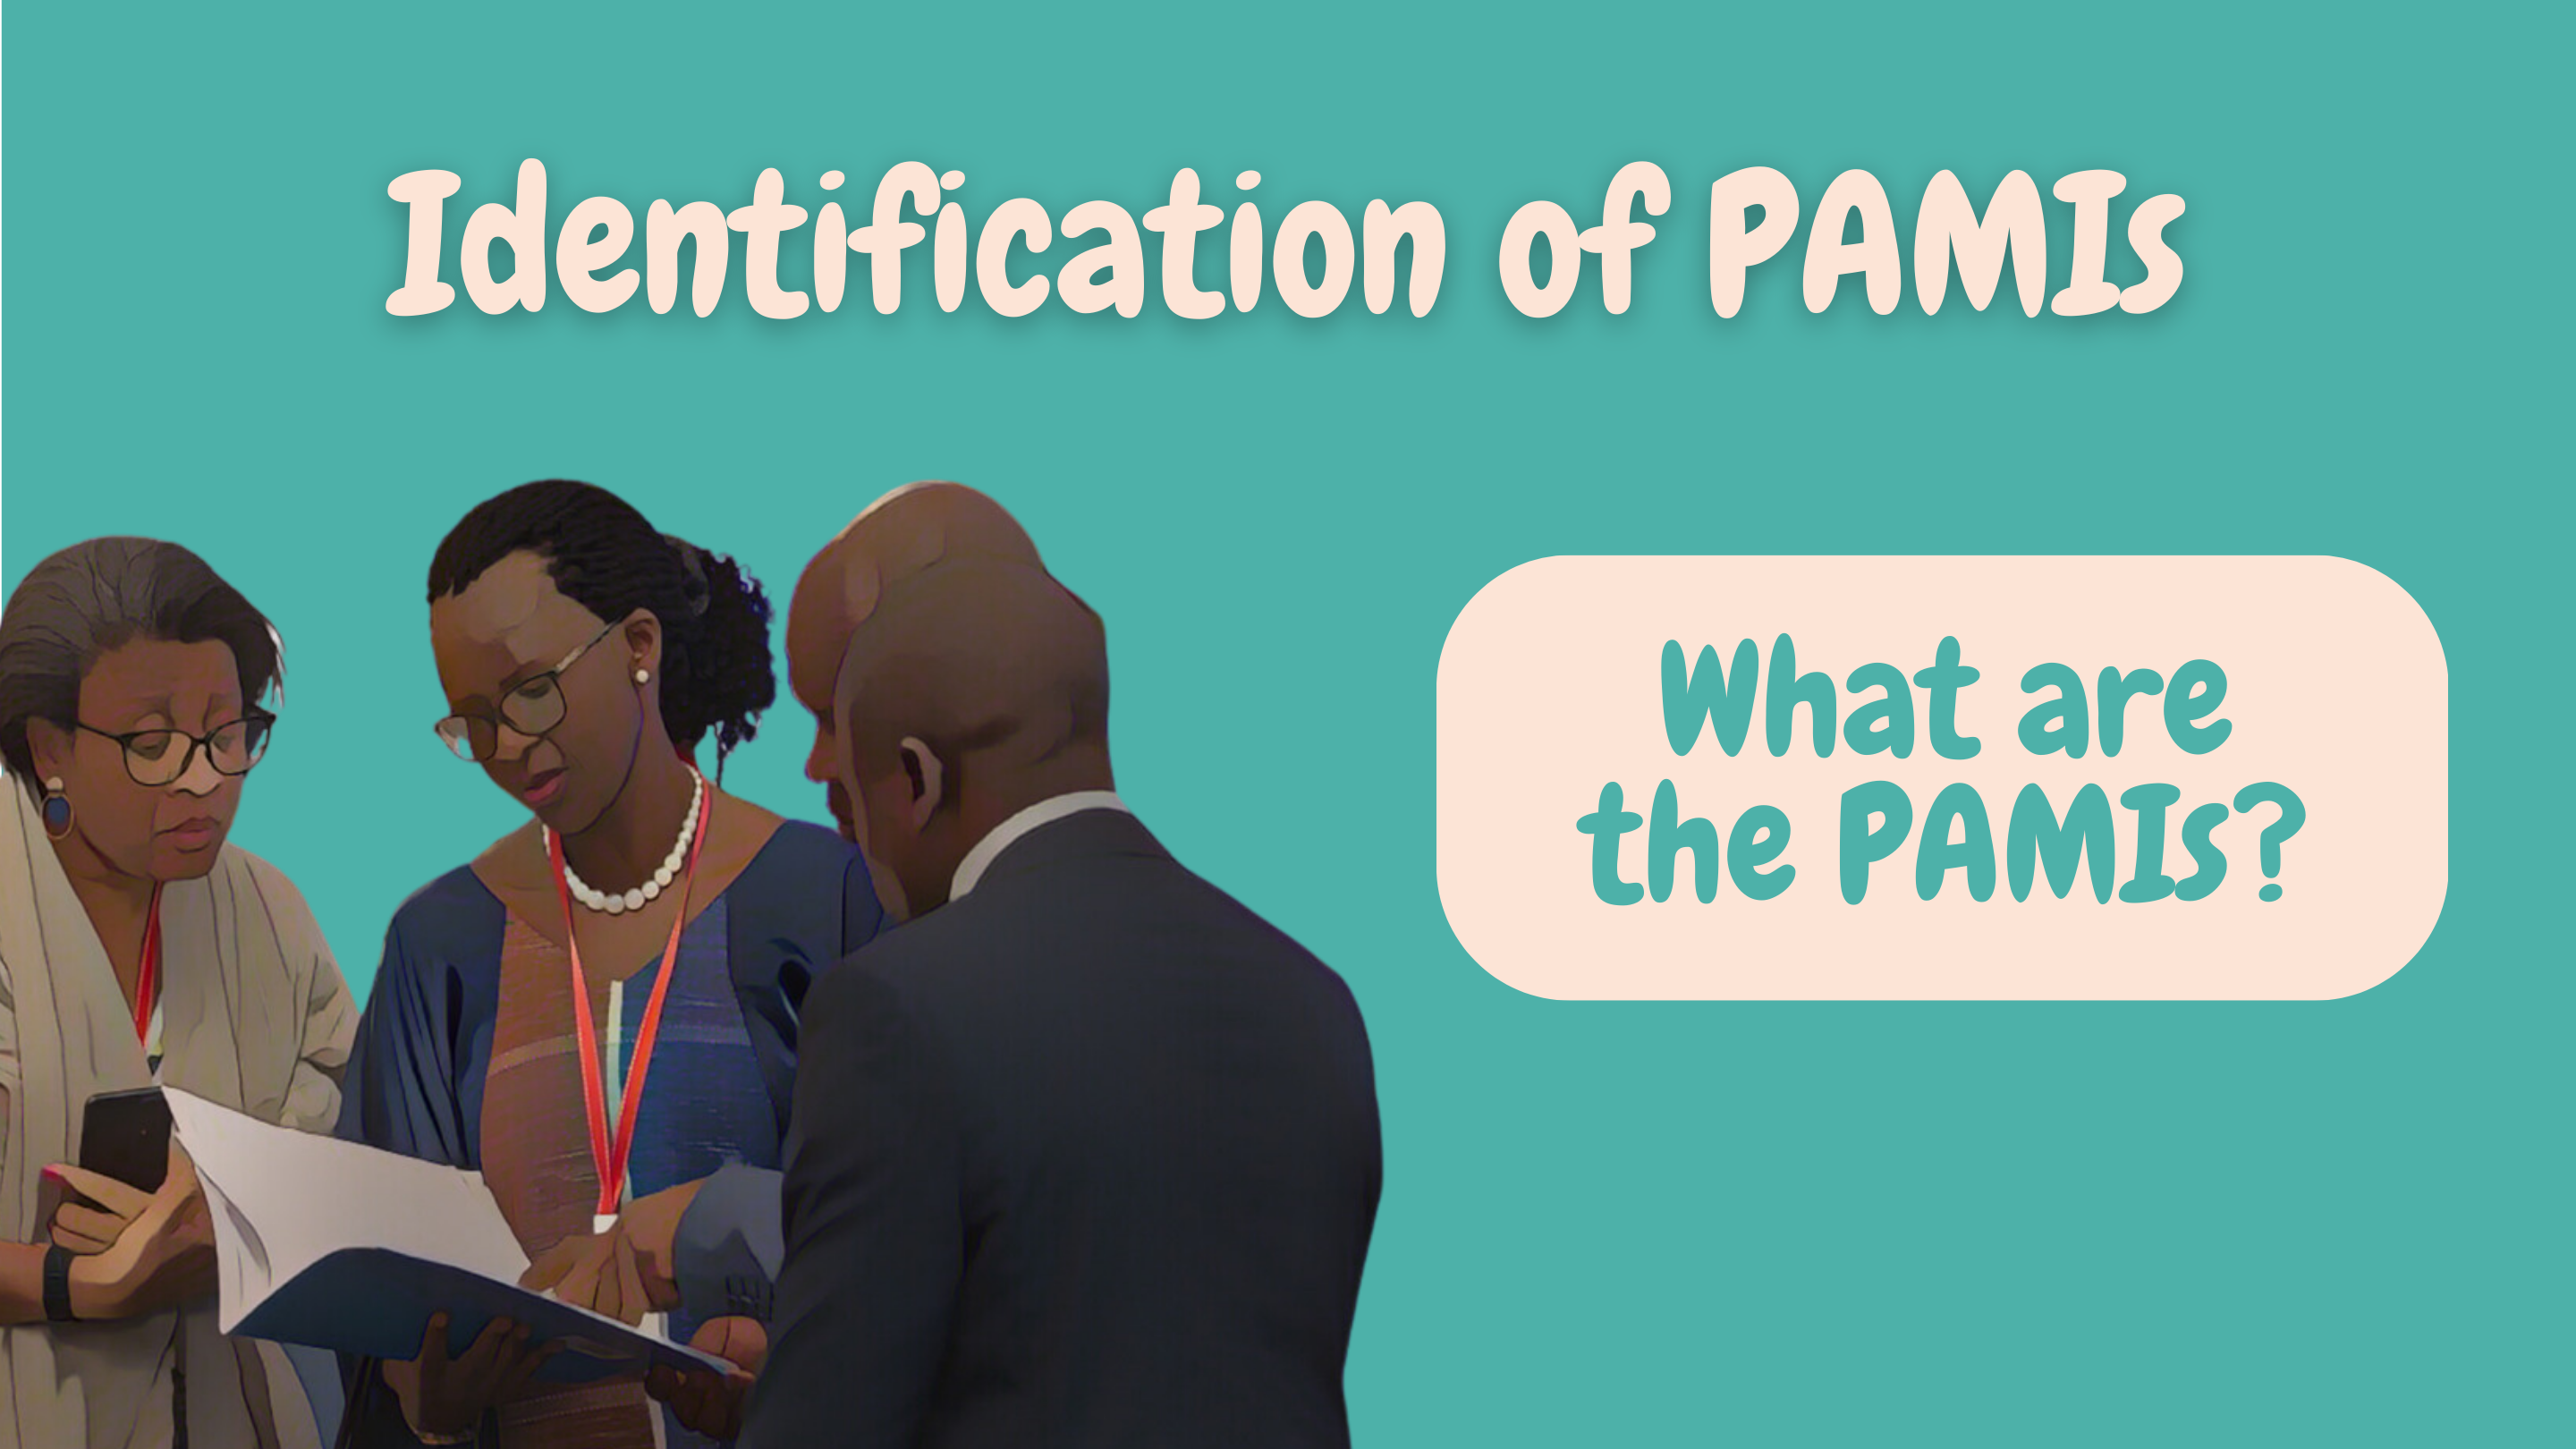 Identification of PAMIs
What are
the PAMIs?